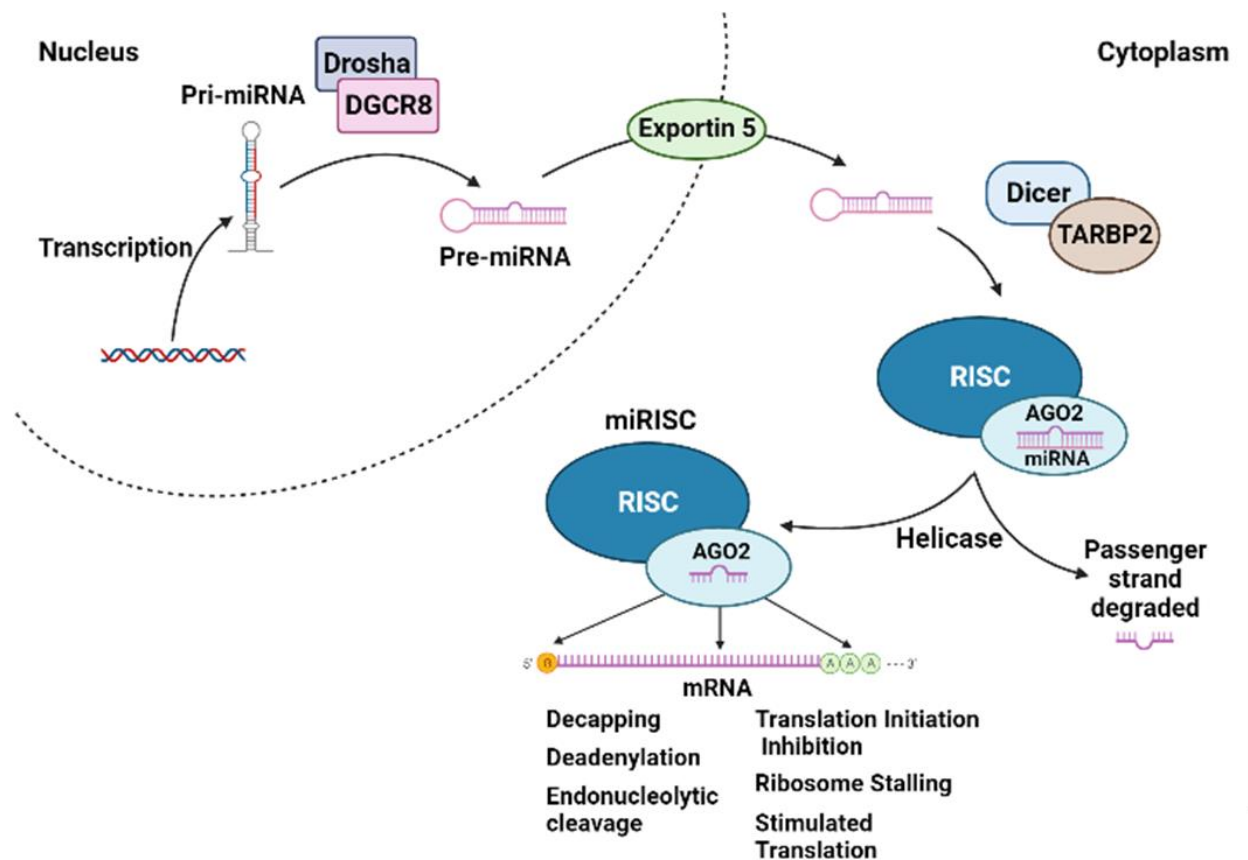 Nucleus
Cytoplasm
Drosha
DGCR8
Pri-miRNA
Exportin 5
Transcription
Pre-miRNA
Dicer
TARBP2
RISC
AGO2
miRNA
miRISC
RISC
AGO2
Helicase
Passenger
strand
degraded
5' G A A A ---3'
mRNA
Decapping
Deadenylation
Endonucleolytic
cleavage
Translation Initiation
Inhibition
Ribosome Stalling
Stimulated
Translation